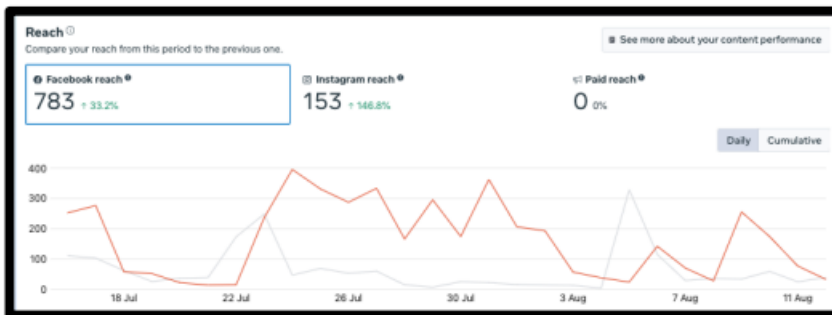 Reach
Compare your reach from this period to the previous one.
See more about your content performance
Facebook reach
783 ↑ 33.2%
Instagram reach
153 ↑ 146.8%
Paid reach
0 0%
Daily Cumulative
400
300
200
100
0
18 Jul 22 Jul 26 Jul 30 Jul 3 Aug 7 Aug 11 Aug